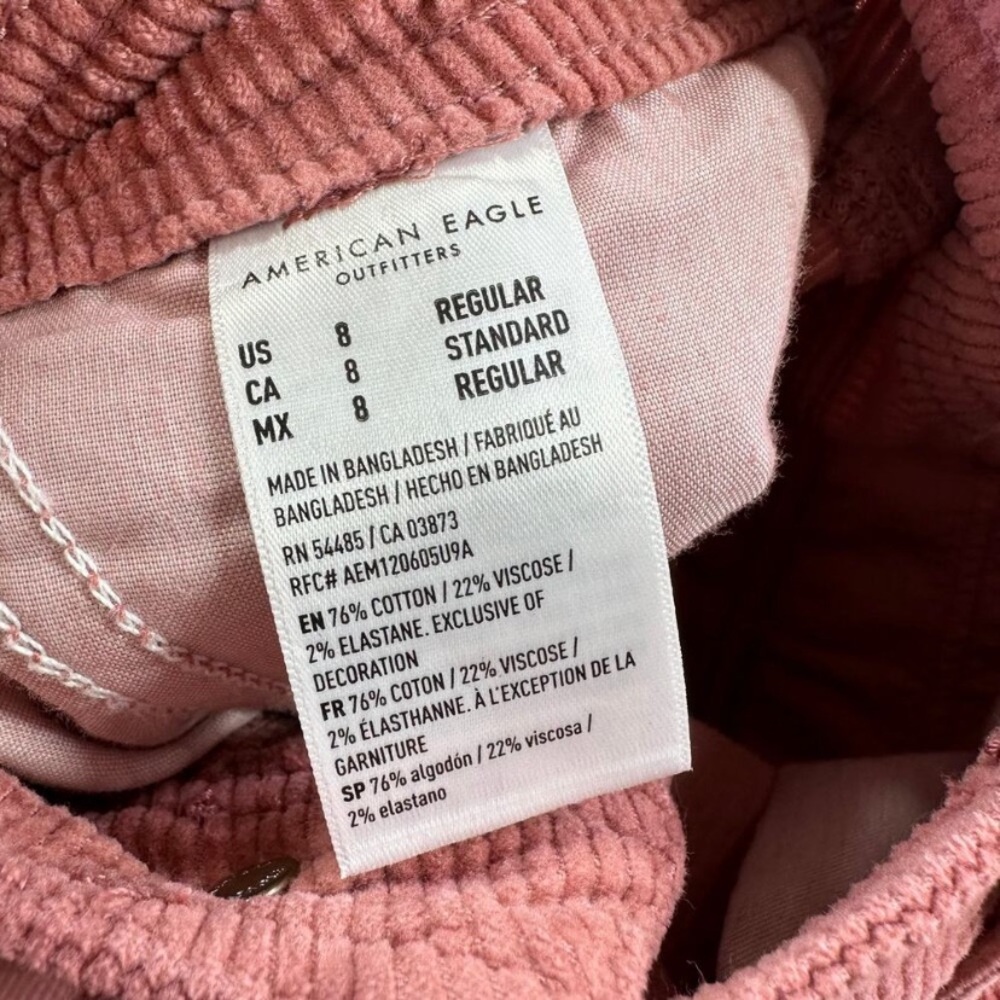 AMERICAN EAGLE
OUTFITTERS
US 8 REGULAR
CA 8 STANDARD
MX 8 REGULAR
MADE IN BANGLADESH / FABRIQUÉ AU
BANGLADESH / HECHO EN BANGLADESH
RN 54485 / CA 03873
RFC# AEM120605U9A
EN 76% COTTON / 22% VISCOSE /
2% ELASTANE. EXCLUSIVE OF
DECORATION
FR 76% COTON / 22% VISCOSE /
2% ÉLASTHANNE. À L'EXCEPTION DE LA
GARNITURE
SP 76% algodón / 22% viscosa /
2% elastano